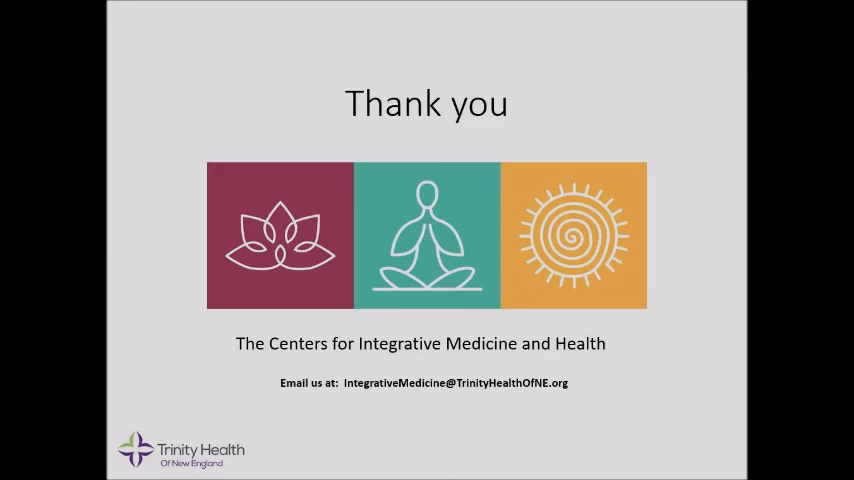 Thank you
The Centers for Integrative Medicine and Health
Email us at: IntegrativeMedicine@TrinityHealthOfNE.org
Trinity Health
Of New England